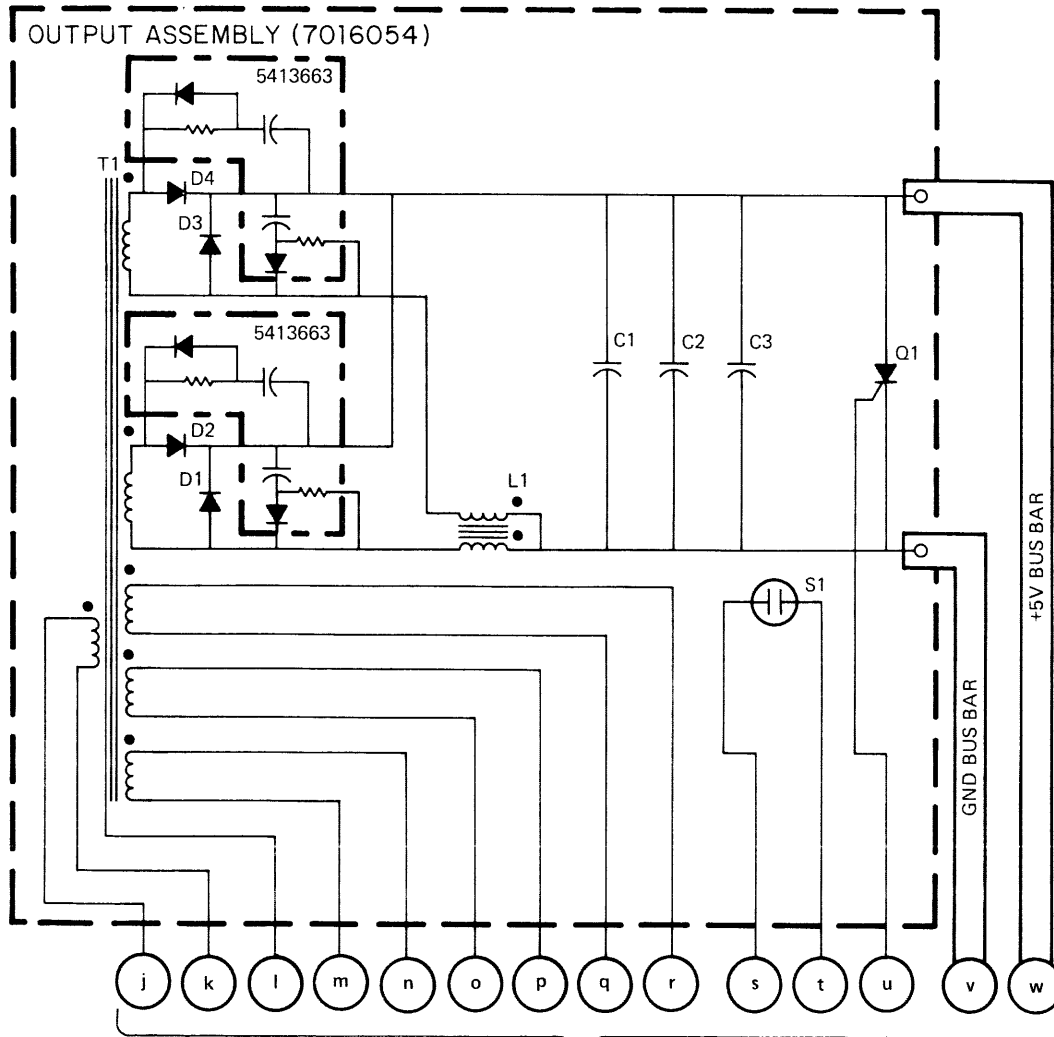 OUTPUT ASSEMBLY (7016054)
5413663
T1
D4
D3
5413663
D2
D1
L1
C1
C2
C3
Q1
S1
+5V BUS BAR
GND BUS BAR
j
k
l
m
n
o
p
q
r
s
t
u
v
w